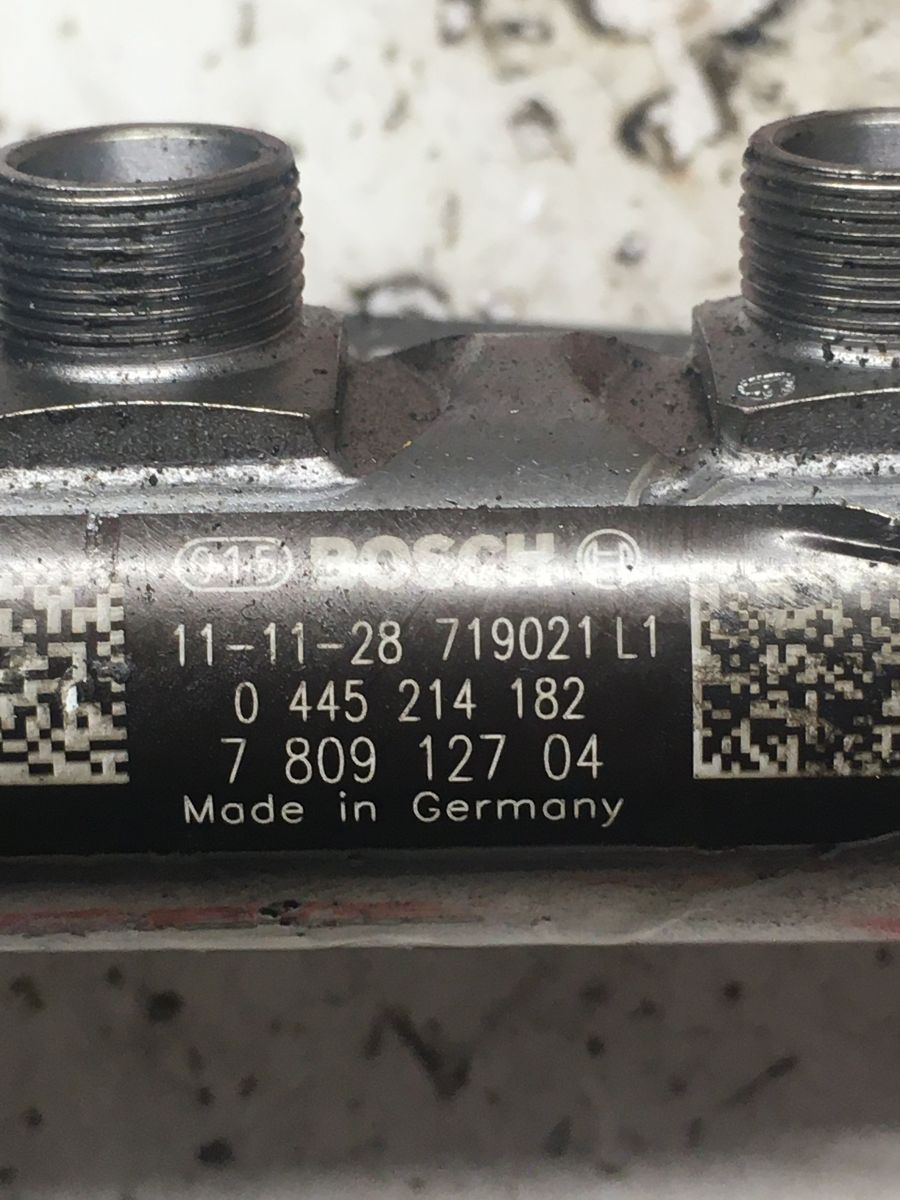 015 BOSCH
11-11-28 719021 L1
0 445 214 182
7 809 127 04
Made in Germany